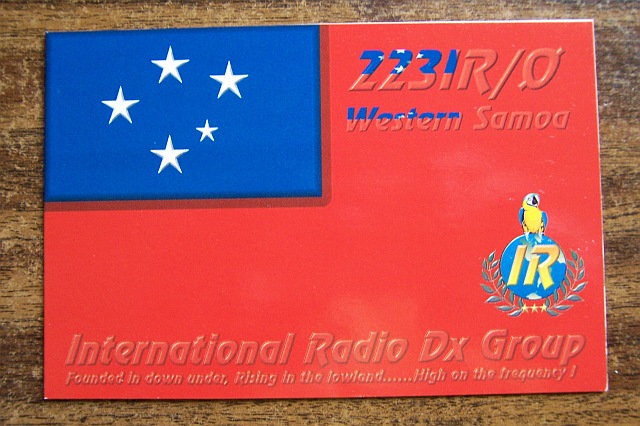 223IR/Ø
Western Samoa
IR
International Radio Dx Group
Founded in down under, Rising in the lowland......High on the frequency !